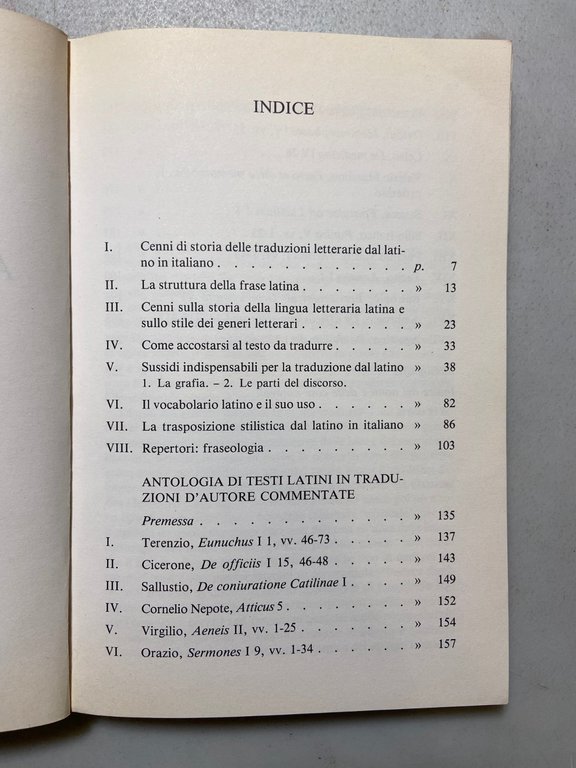 INDICE
I. Cenni di storia delle traduzioni letterarie dal lati-
no in italiano . . . . . . . . . . . . p. 7
II. La struttura della frase latina . . . . . . . » 13
III. Cenni sulla storia della lingua letteraria latina e
sullo stile dei generi letterari . . . . . . . » 23
IV. Come accostarsi al testo da tradurre . . . . . » 33
V. Sussidi indispensabili per la traduzione dal latino » 38
1. La grafia. – 2. Le parti del discorso.
VI. Il vocabolario latino e il suo uso . . . . . . » 82
VII. La trasposizione stilistica dal latino in italiano » 86
VIII. Repertori: fraseologia . . . . . . . . . » 103
ANTOLOGIA DI TESTI LATINI IN TRADU-
ZIONI D'AUTORE COMMENTATE
Premessa . . . . . . . . . . . . . » 135
I. Terenzio, Eunuchus I 1, vv. 46-73 . . . . . » 137
II. Cicerone, De officiis I 15, 46-48 . . . . . . » 143
III. Sallustio, De coniuratione Catilinae I . . . . » 149
IV. Cornelio Nepote, Atticus 5 . . . . . . . . » 152
V. Virgilio, Aeneis II, vv. 1-25 . . . . . . . » 154
VI. Orazio, Sermones I 9, vv. 1-34 . . . . . . » 157